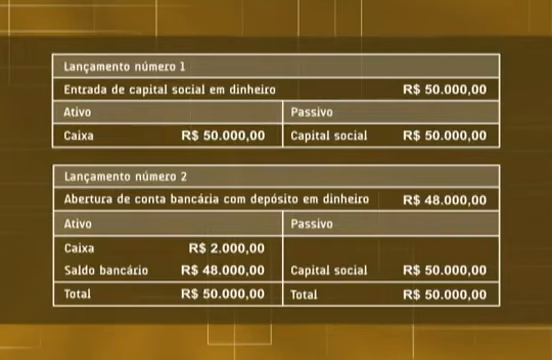 Lançamento número 1
Entrada de capital social em dinheiro R$ 50.000,00
Ativo Passivo
Caixa R$ 50.000,00 Capital social R$ 50.000,00
Lançamento número 2
Abertura de conta bancária com depósito em dinheiro R$ 48.000,00
Ativo Passivo
Caixa R$ 2.000,00
Saldo bancário R$ 48.000,00 Capital social R$ 50.000,00
Total R$ 50.000,00 Total R$ 50.000,00